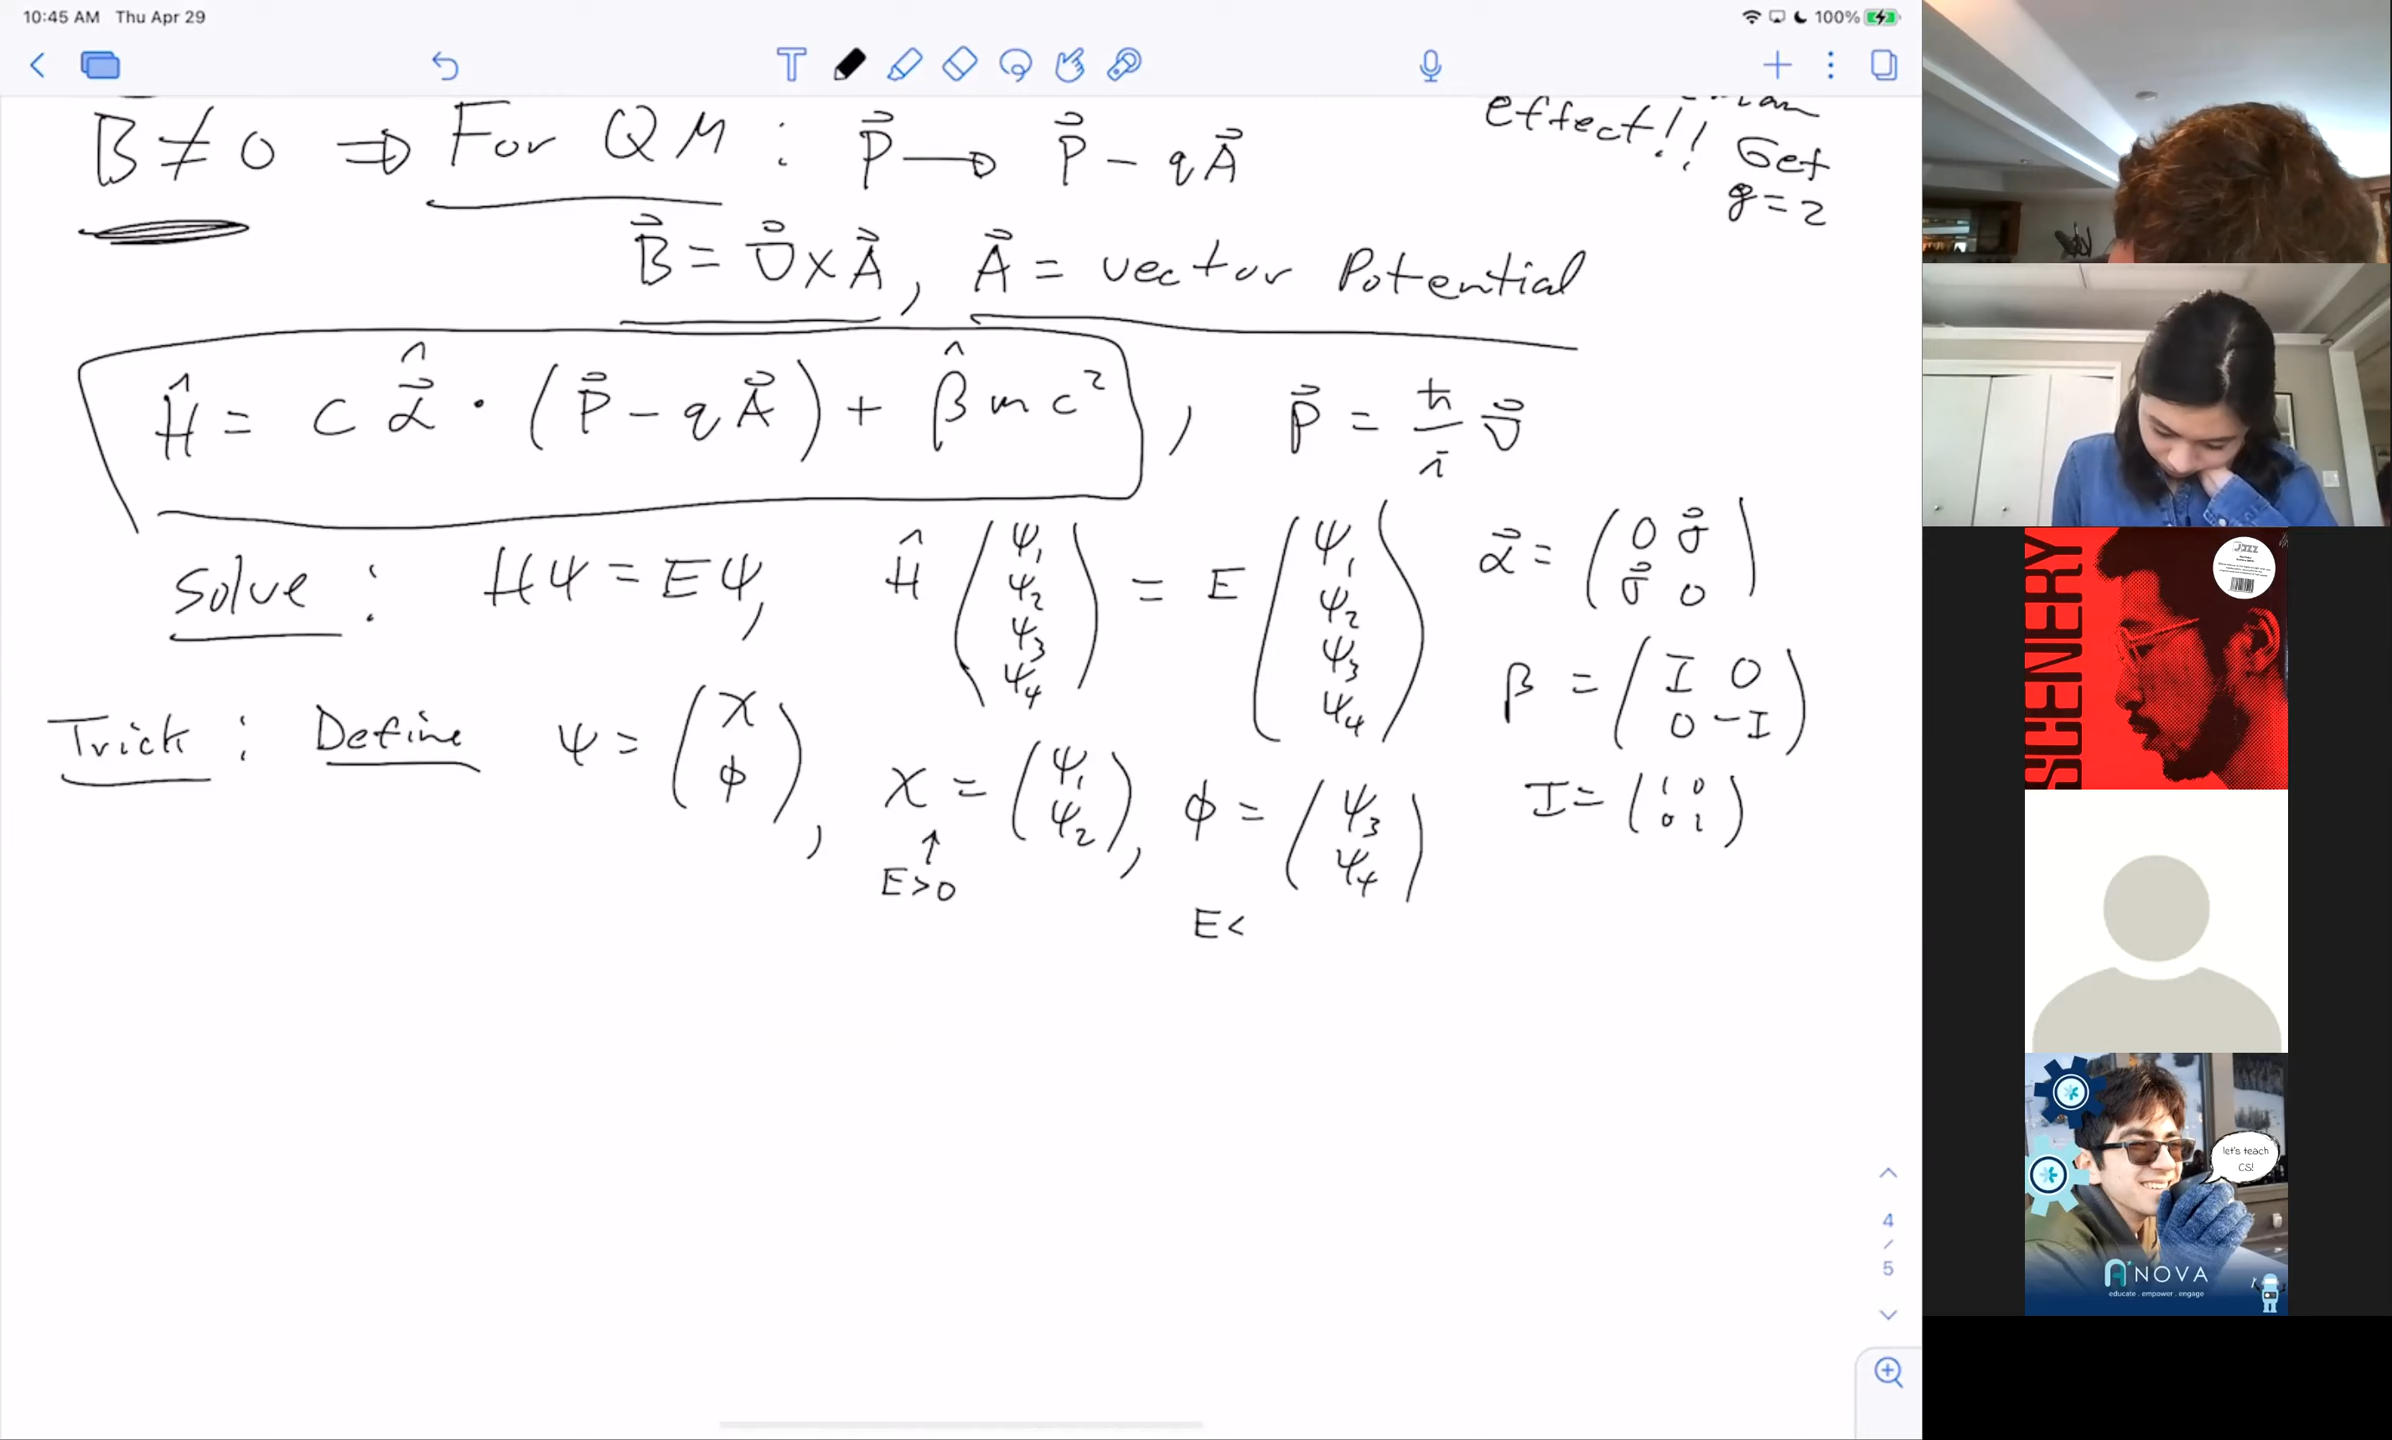 10:45 AM Thu Apr 29
100%
effect!! Get
g=2
B⃗≠0 ⇒ For QM : P⃗ → P⃗ - qA⃗
B⃗ = ∇⃗×A⃗, A⃗ = vector Potential
Ĥ = c α̂⃗ · (P⃗ - qA⃗) + β̂mc², P⃗ = ħ/i ∇⃗
Solve : HΨ = EΨ, Ĥ (Ψ₁ Ψ₂ Ψ₃ Ψ₄) = E (Ψ₁ Ψ₂ Ψ₃ Ψ₄)
α⃗ = (0 σ⃗ σ⃗ 0)
β = (I 0 0 -I)
I = (1 0 0 1)
Trick : Define Ψ = (χ φ), χ = (Ψ₁ Ψ₂), φ = (Ψ₃ Ψ₄)
↑
E>0
E<
4
/
5
SCENERY
JAZZ
let's teach
CS!
A*NOVA
educate . empower . engage